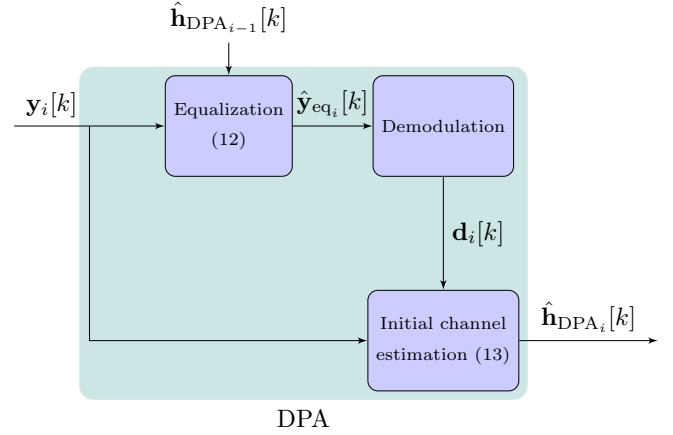 ĥ_DPA_{i−1}[k]
y_i[k]
Equalization
(12)
ŷ_eq_i[k]
Demodulation
d_i[k]
Initial channel
estimation (13)
ĥ_DPA_i[k]
DPA